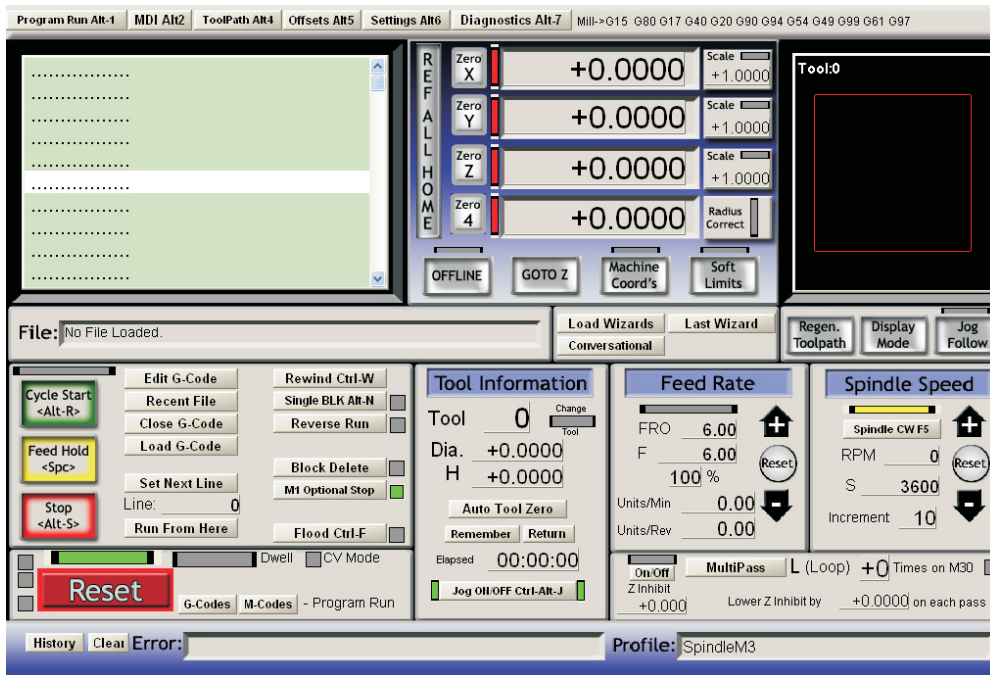 Program Run Alt-1 MDI Alt2 ToolPath Alt4 Offsets Alt5 Settings Alt6 Diagnostics Alt-7 Mill->G15 G80 G17 G40 G20 G90 G94 G54 G49 G99 G61 G97
................
................
................
................
................
................
................
................
................
................
REF ALL HOME
Zero X +0.0000 Scale +1.0000
Zero Y +0.0000 Scale +1.0000
Zero Z +0.0000 Scale +1.0000
Zero 4 +0.0000 Radius Correct
OFFLINE GOTO Z Machine Coord's Soft Limits
Tool:0
File: No File Loaded.
Load Wizards Last Wizard
Conversational
Regen. Toolpath Display Mode Jog Follow
Cycle Start <Alt-R>
Feed Hold <Spc>
Stop <Alt-S>
Edit G-Code
Recent File
Close G-Code
Load G-Code
Set Next Line
Line: 0
Run From Here
Rewind Ctrl-W
Single BLK Alt-N
Reverse Run
Block Delete
M1 Optional Stop
Flood Ctrl-F
Dwell CV Mode
Reset
G-Codes M-Codes - Program Run
Tool Information
Tool 0 Change Tool
Dia. +0.0000
H +0.0000
Auto Tool Zero
Remember Return
Elapsed 00:00:00
Jog ON/OFF Ctrl-Alt-J
Feed Rate
FRO 6.00
F 6.00
100 %
Units/Min 0.00
Units/Rev 0.00
+
Reset
-
Spindle Speed
Spindle CW F5
RPM 0
S 3600
Increment 10
+
Reset
-
On/Off MultiPass L (Loop) +0 Times on M30
Z Inhibit
+0.000 Lower Z Inhibit by +0.0000 on each pass
History Clear Error:
Profile: SpindleM3